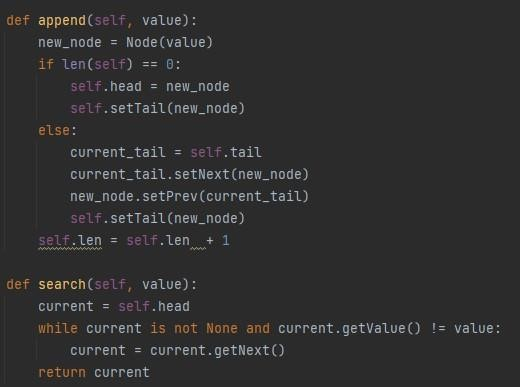 def append(self, value):
    new_node = Node(value)
    if len(self) == 0:
        self.head = new_node
        self.setTail(new_node)
    else:
        current_tail = self.tail
        current_tail.setNext(new_node)
        new_node.setPrev(current_tail)
        self.setTail(new_node)
    self.len = self.len  + 1

def search(self, value):
    current = self.head
    while current is not None and current.getValue() != value:
        current = current.getNext()
    return current